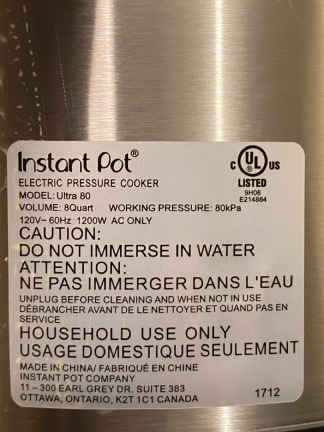 Instant Pot®
C UL® US
LISTED
9H08
E214864
ELECTRIC PRESSURE COOKER
MODEL: Ultra 80
VOLUME: 8Quart WORKING PRESSURE: 80kPa
120V~ 60Hz 1200W AC ONLY
CAUTION:
DO NOT IMMERSE IN WATER
ATTENTION:
NE PAS IMMERGER DANS L'EAU
UNPLUG BEFORE CLEANING AND WHEN NOT IN USE
DÉBRANCHER AVANT DE LE NETTOYER ET QUAND PAS EN
SERVICE
HOUSEHOLD USE ONLY
USAGE DOMESTIQUE SEULEMENT
MADE IN CHINA/ FABRIQUÉ EN CHINE
INSTANT POT COMPANY
11 – 300 EARL GREY DR. SUITE 383
OTTAWA, ONTARIO, K2T 1C1 CANADA
1712